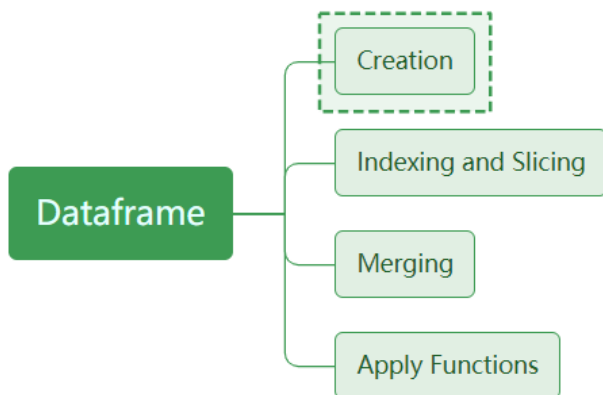 Creation
Indexing and Slicing
Dataframe
Merging
Apply Functions